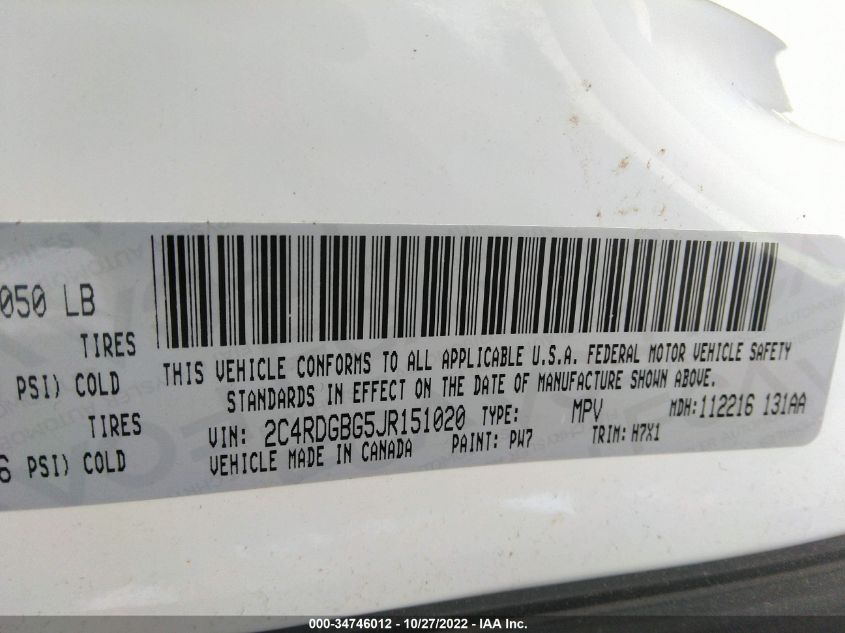 050 LB
TIRES
PSI) COLD
TIRES
6 PSI) COLD
THIS VEHICLE CONFORMS TO ALL APPLICABLE U.S.A. FEDERAL MOTOR VEHICLE SAFETY
STANDARDS IN EFFECT ON THE DATE OF MANUFACTURE SHOWN ABOVE.
VIN: 2C4RDGBG5JR151020 TYPE: MPV MDH:112216 131AA
VEHICLE MADE IN CANADA PAINT: PW7 TRIM: H7X1
000-34746012 - 10/27/2022 - IAA Inc.